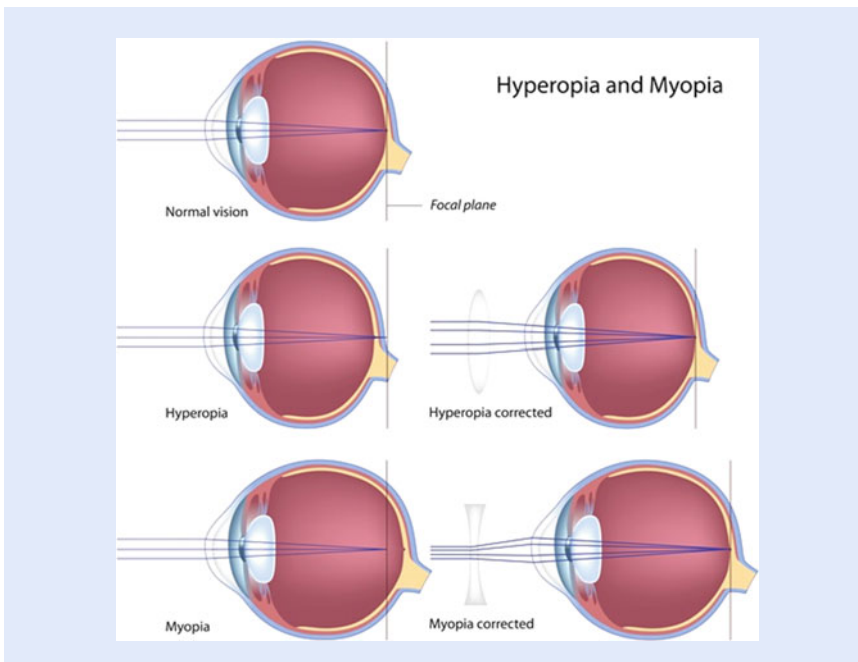 Hyperopia and Myopia
Normal vision
Focal plane
Hyperopia
Hyperopia corrected
Myopia
Myopia corrected